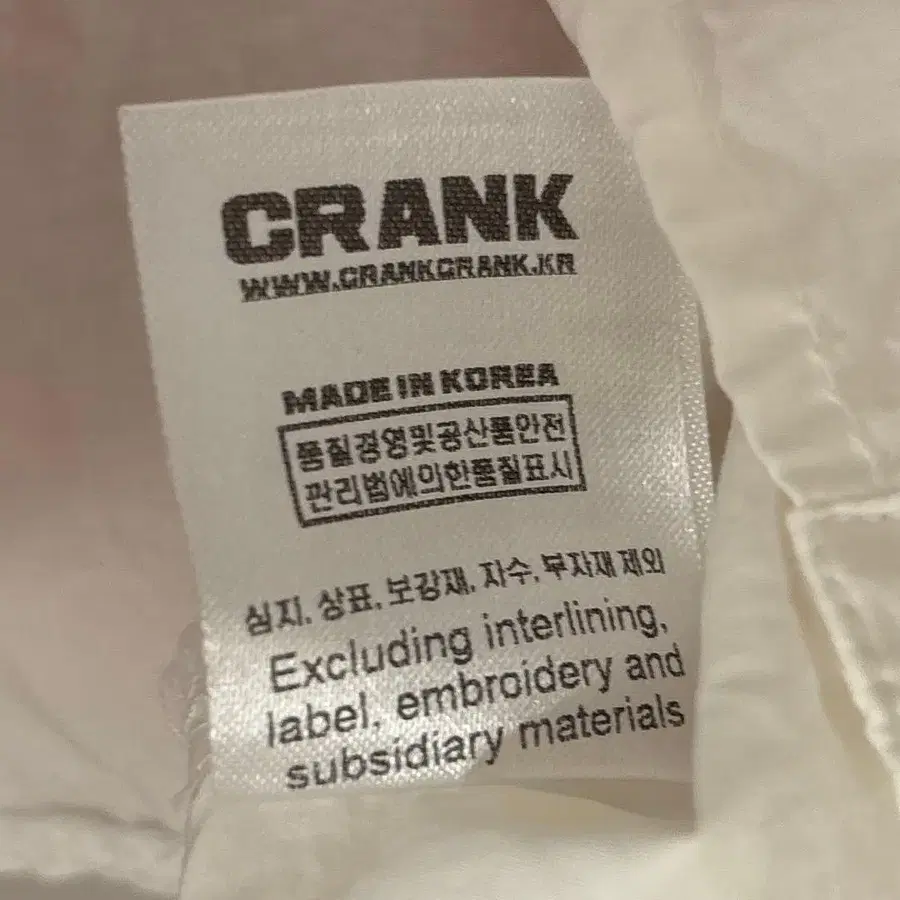 CRANK
WWW.CRANKCRANK.KR
MADE IN KOREA
품질경영및공산품안전
관리법에의한품질표시
심지, 상표, 보강재, 자수, 부자재 제외
Excluding interlining,
label, embroidery and
subsidiary materials